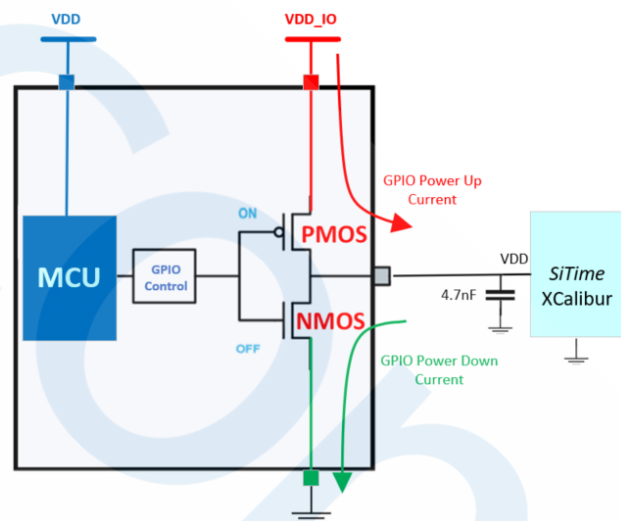 VDD
VDD_IO
GPIO Power Up
Current
ON
PMOS
MCU
GPIO
Control
VDD
SiTime
XCalibur
4.7nF
NMOS
OFF
GPIO Power Down
Current